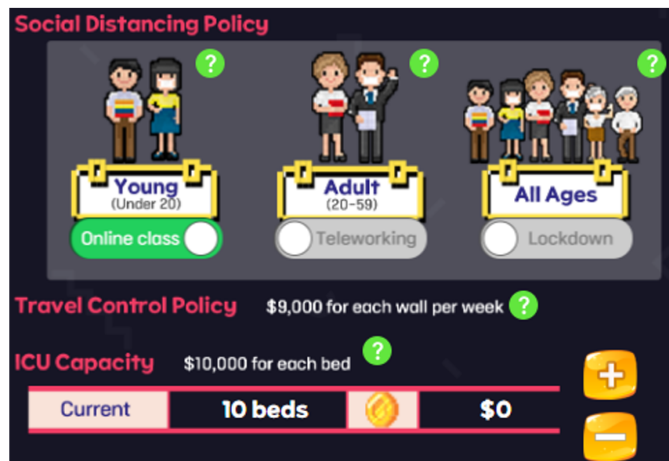 Social Distancing Policy
?
?
?
Young
(Under 20)
Adult
(20-59)
All Ages
Online class
Teleworking
Lockdown
Travel Control Policy $9,000 for each wall per week ?
ICU Capacity $10,000 for each bed ?
+
Current 10 beds $0
−